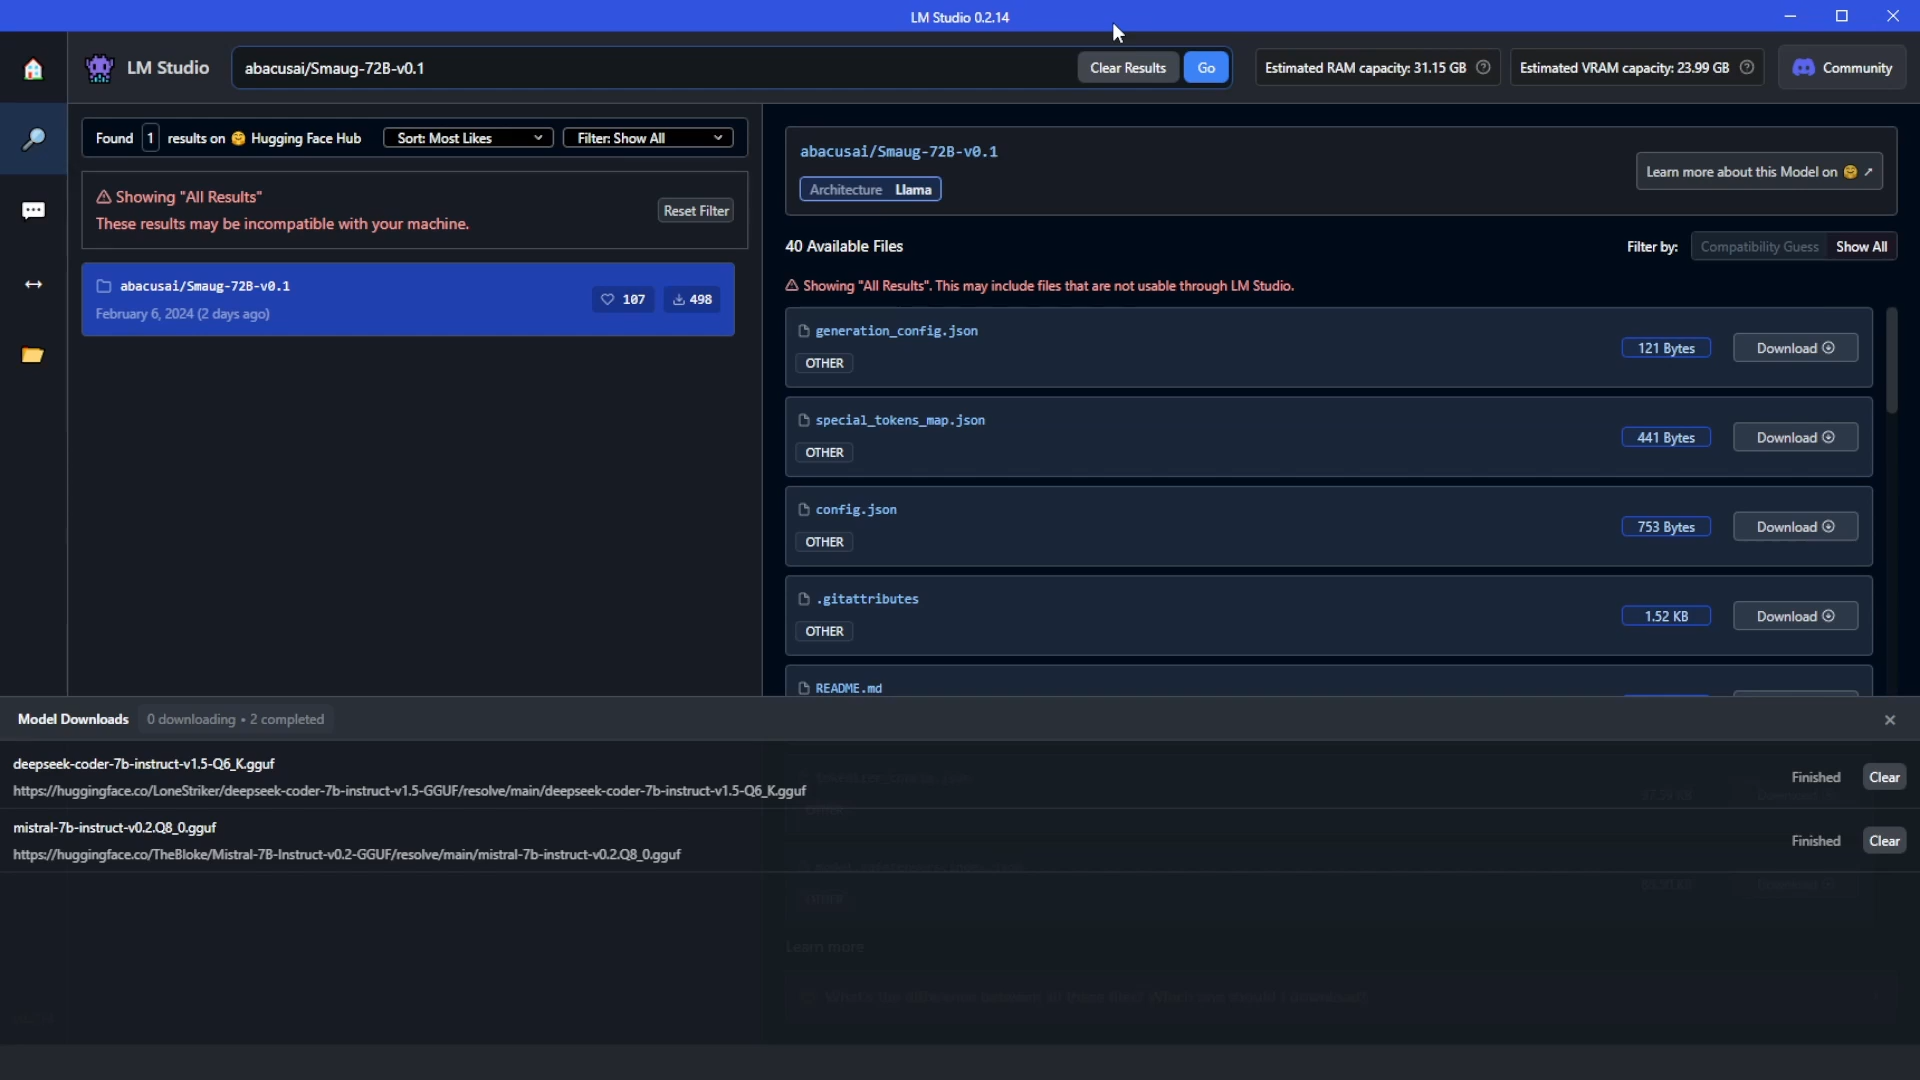 LM Studio 0.2.14
LM Studio
abacusai/Smaug-72B-v0.1
Clear Results
Go
Estimated RAM capacity: 31.15 GB
Estimated VRAM capacity: 23.99 GB
Community
Found 1 results on Hugging Face Hub
Sort: Most Likes
Filter: Show All
Showing "All Results"
These results may be incompatible with your machine.
Reset Filter
abacusai/Smaug-72B-v0.1
February 6, 2024 (2 days ago)
107
498
abacusai/Smaug-72B-v0.1
Architecture Llama
Learn more about this Model on
40 Available Files
Filter by:
Compatibility Guess
Show All
Showing "All Results". This may include files that are not usable through LM Studio.
generation_config.json
OTHER
121 Bytes
Download
special_tokens_map.json
OTHER
441 Bytes
Download
config.json
OTHER
753 Bytes
Download
.gitattributes
OTHER
1.52 KB
Download
README.md
Model Downloads
0 downloading • 2 completed
deepseek-coder-7b-instruct-v1.5-Q6_K.gguf
https://huggingface.co/LoneStriker/deepseek-coder-7b-instruct-v1.5-GGUF/resolve/main/deepseek-coder-7b-instruct-v1.5-Q6_K.gguf
Finished
Clear
mistral-7b-instruct-v0.2.Q8_0.gguf
https://huggingface.co/TheBloke/Mistral-7B-Instruct-v0.2-GGUF/resolve/main/mistral-7b-instruct-v0.2.Q8_0.gguf
Finished
Clear
Learn more